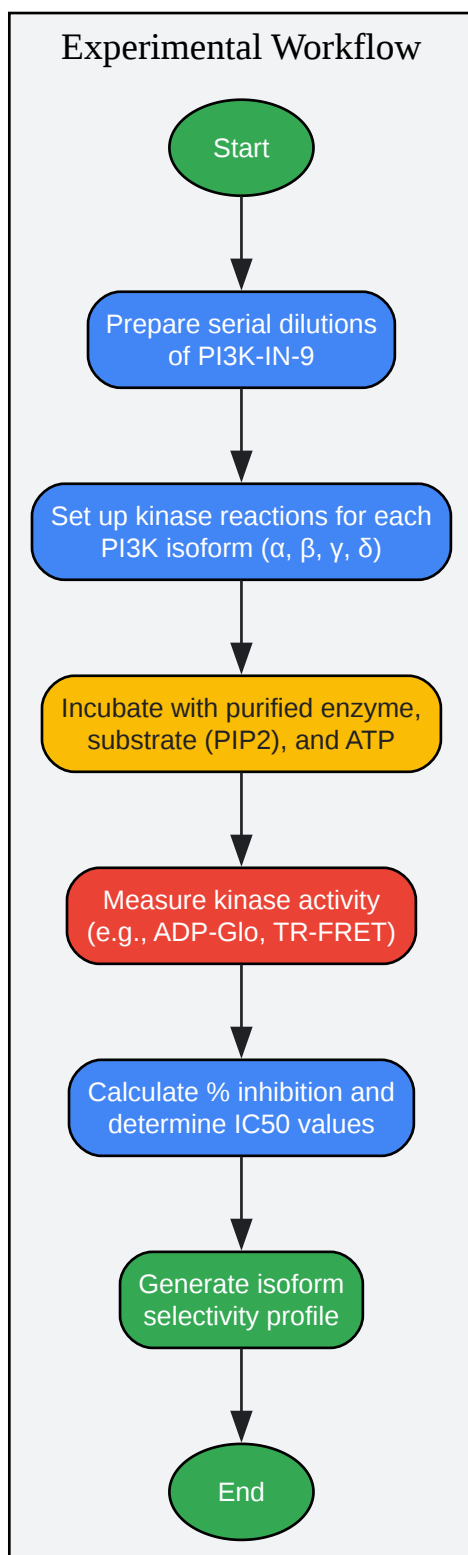 Experimental Workflow
Start
Prepare serial dilutions
of PI3K-IN-9
Set up kinase reactions for each
PI3K isoform (α, β, γ, δ)
Incubate with purified enzyme,
substrate (PIP2), and ATP
Measure kinase activity
(e.g., ADP-Glo, TR-FRET)
Calculate % inhibition and
determine IC50 values
Generate isoform
selectivity profile
End